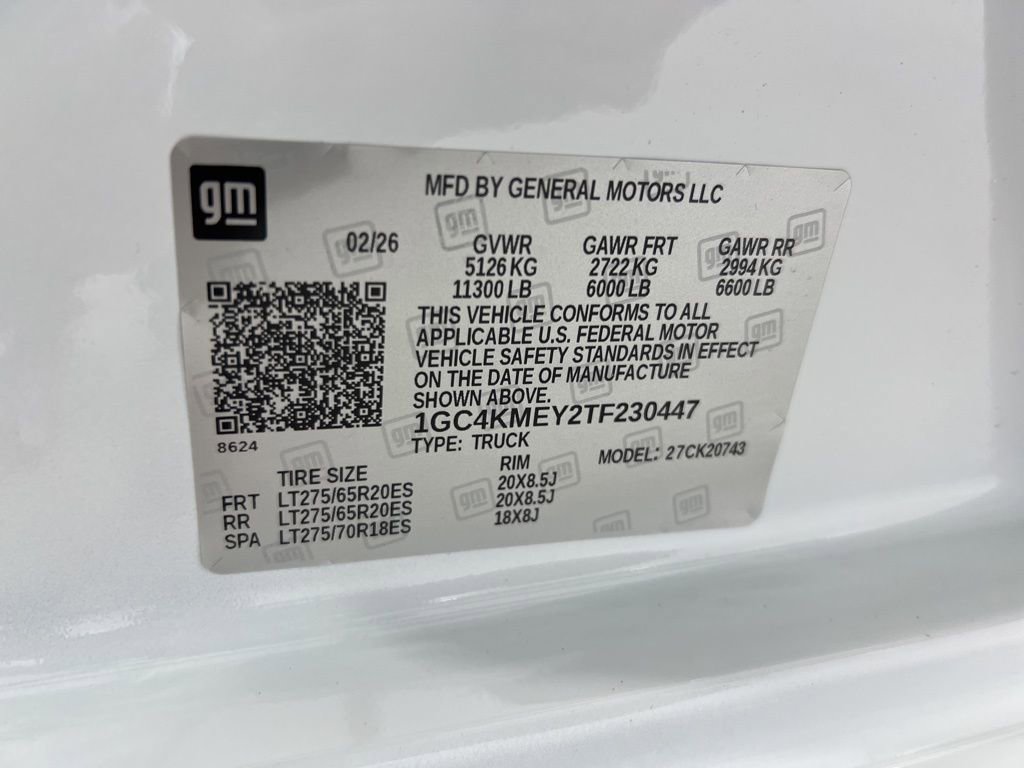 gm
MFD BY GENERAL MOTORS LLC
02/26 GVWR GAWR FRT GAWR RR
5126 KG 2722 KG 2994 KG
11300 LB 6000 LB 6600 LB
THIS VEHICLE CONFORMS TO ALL
APPLICABLE U.S. FEDERAL MOTOR
VEHICLE SAFETY STANDARDS IN EFFECT
ON THE DATE OF MANUFACTURE
SHOWN ABOVE.
1GC4KMEY2TF230447
8624
TYPE: TRUCK MODEL: 27CK20743
TIRE SIZE RIM
FRT LT275/65R20ES 20X8.5J
RR LT275/65R20ES 20X8.5J
SPA LT275/70R18ES 18X8J